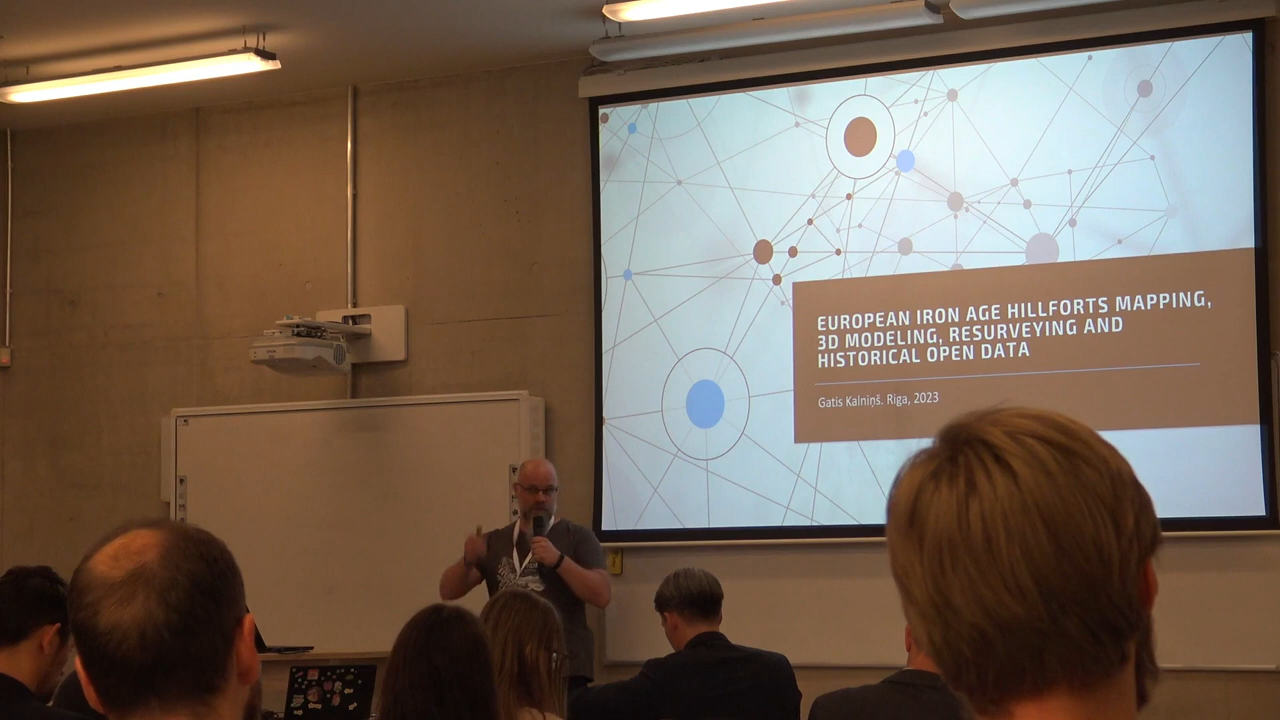 EUROPEAN IRON AGE HILLFORTS MAPPING,
3D MODELING, RESURVEYING AND
HISTORICAL OPEN DATA
Gatis Kalniņš. Riga, 2023